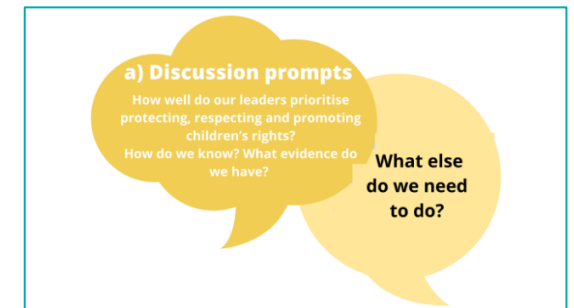 a) Discussion prompts
How well do our leaders prioritise
protecting, respecting and promoting
children's rights?
How do we know? What evidence do
we have?
What else
do we need
to do?